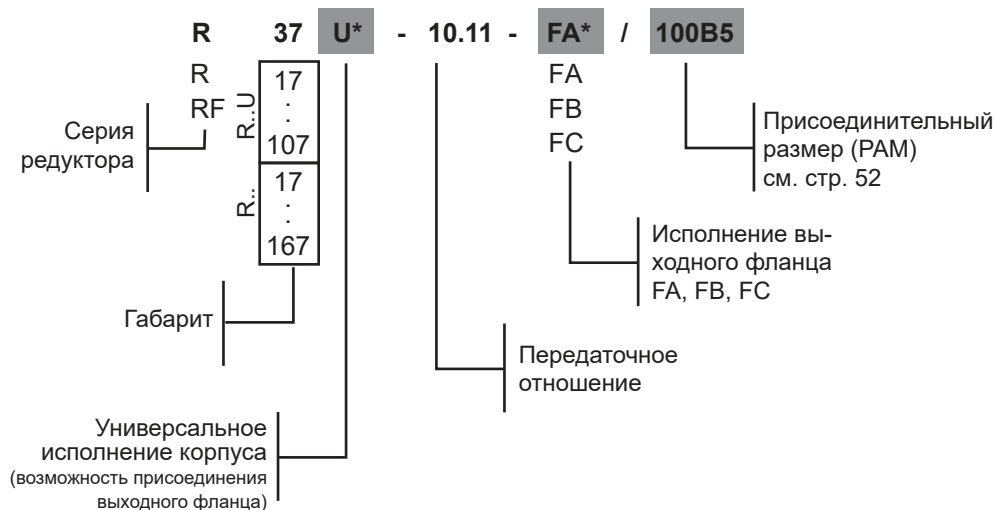 R 37 U* - 10.11 - FA* / 100B5
R
RF
R..U
17
.
.
107
R..
17
.
.
167
FA
FB
FC
Серия
редуктора
Присоединительный
размер (PAM)
см. стр. 52
Исполнение вы-
ходного фланца
FA, FB, FC
Габарит
Передаточное
отношение
Универсальное
исполнение корпуса
(возможность присоединения
выходного фланца)